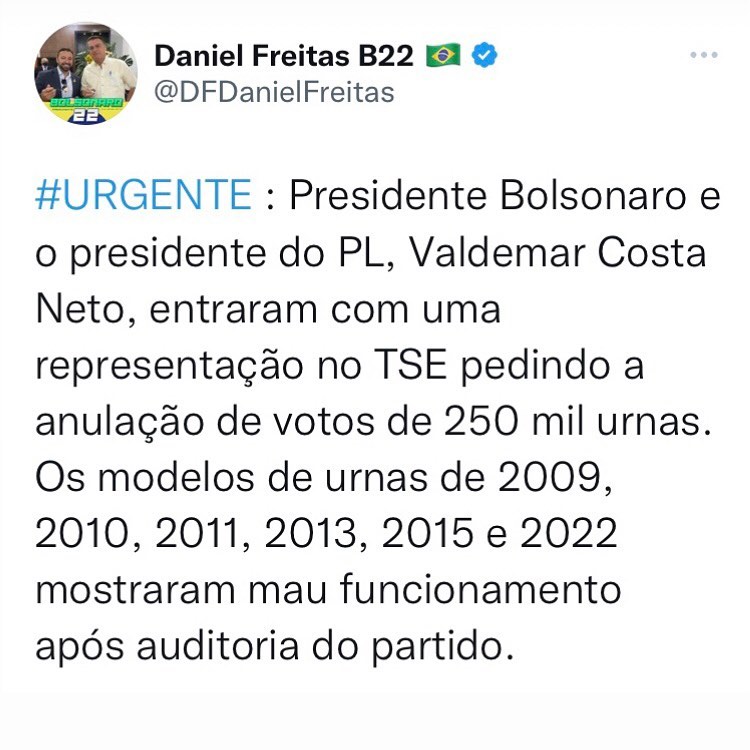 Daniel Freitas B22 🇧🇷
@DFDanielFreitas
BOLSONARO
22
#URGENTE : Presidente Bolsonaro e
o presidente do PL, Valdemar Costa
Neto, entraram com uma
representação no TSE pedindo a
anulação de votos de 250 mil urnas.
Os modelos de urnas de 2009,
2010, 2011, 2013, 2015 e 2022
mostraram mau funcionamento
após auditoria do partido.